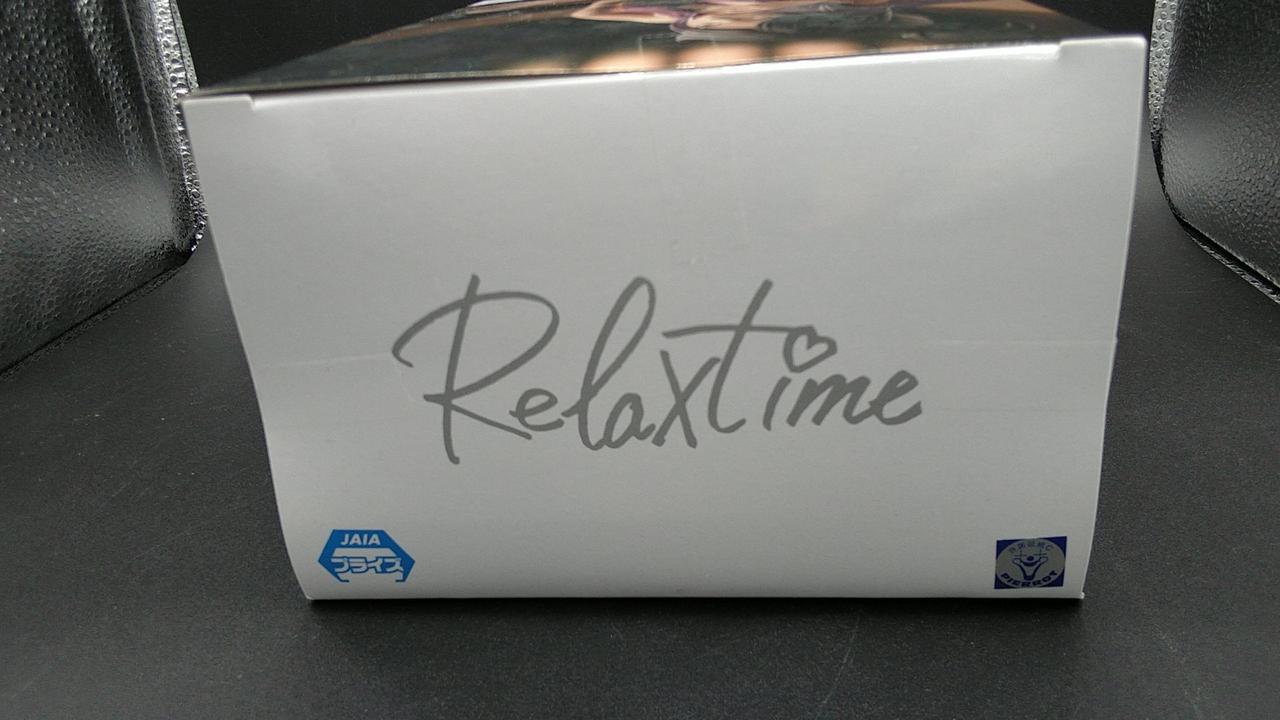 Relaxtime
JAIA
プライズ
PIERROT